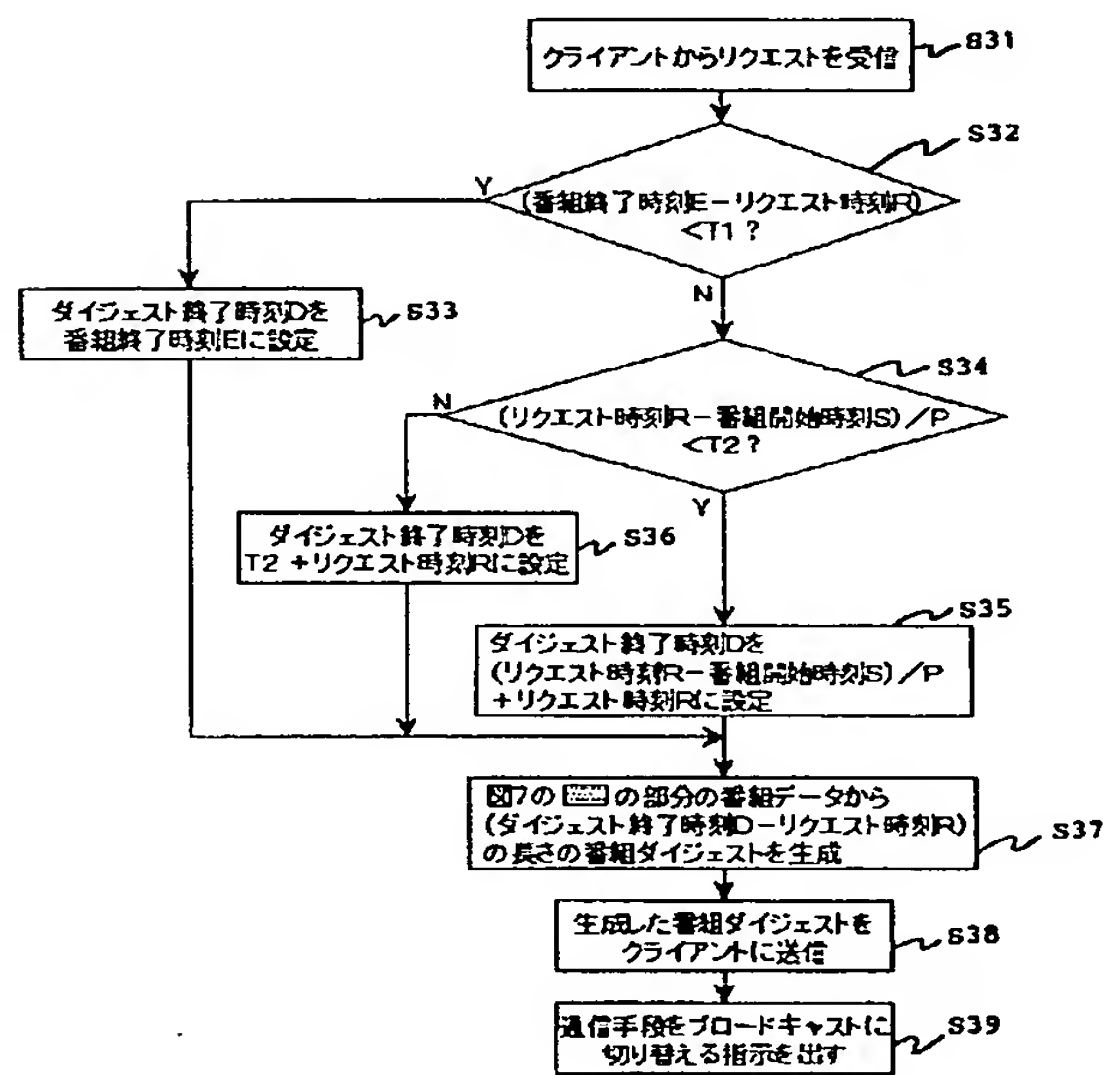 クライアントからリクエストを受信
S31
S32
Y
(番組終了時刻E－リクエスト時刻R)
<T1？
N
ダイジェスト終了時刻Dを
番組終了時刻Eに設定
S33
S34
N
(リクエスト時刻R－番組開始時刻S)／P
<T2？
Y
ダイジェスト終了時刻Dを
T2＋リクエスト時刻Rに設定
S36
S35
ダイジェスト終了時刻Dを
(リクエスト時刻R－番組開始時刻S)／P
＋リクエスト時刻Rに設定
図7の の部分の番組データから
(ダイジェスト終了時刻D－リクエスト時刻R)
の長さの番組ダイジェストを生成
S37
生成した番組ダイジェストを
クライアントに送信
S38
通信手段をブロードキャストに
切り替える指示を出す
S39